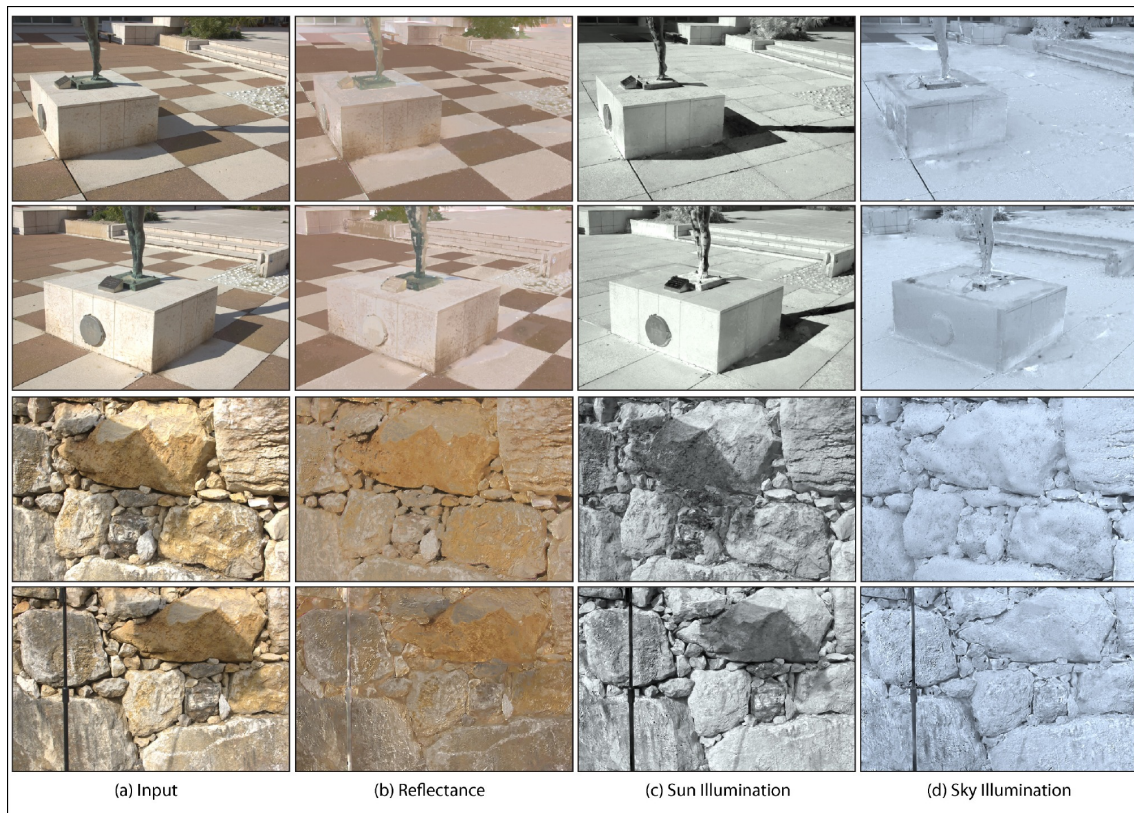 (a) Input
(b) Reflectance
(c) Sun Illumination
(d) Sky Illumination